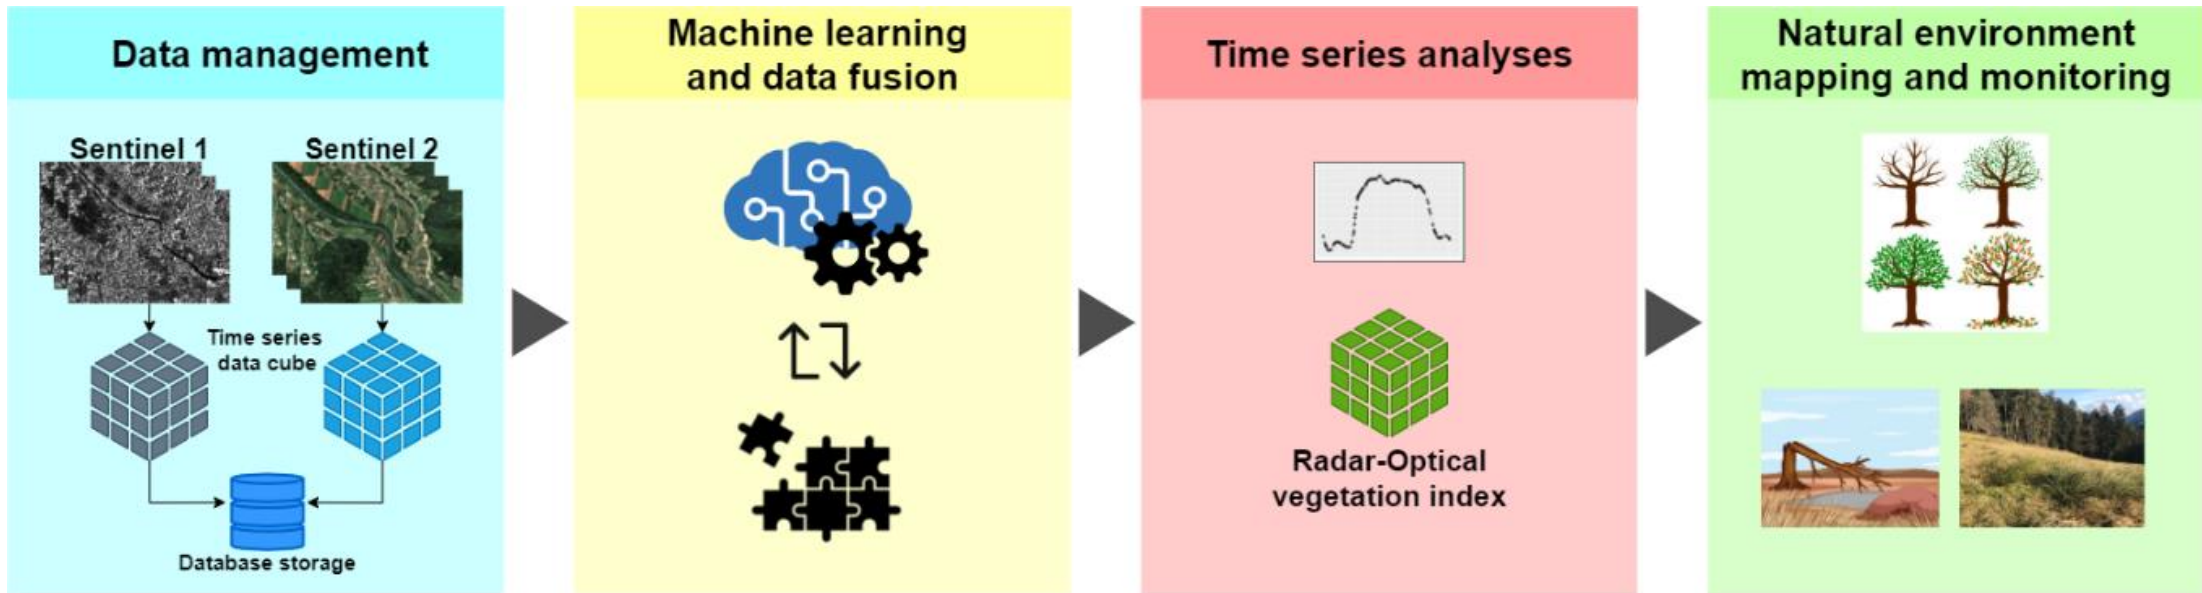 Data management
Sentinel 1
Sentinel 2
Time series
data cube
Database storage
Machine learning
and data fusion
Time series analyses
Radar-Optical
vegetation index
Natural environment
mapping and monitoring